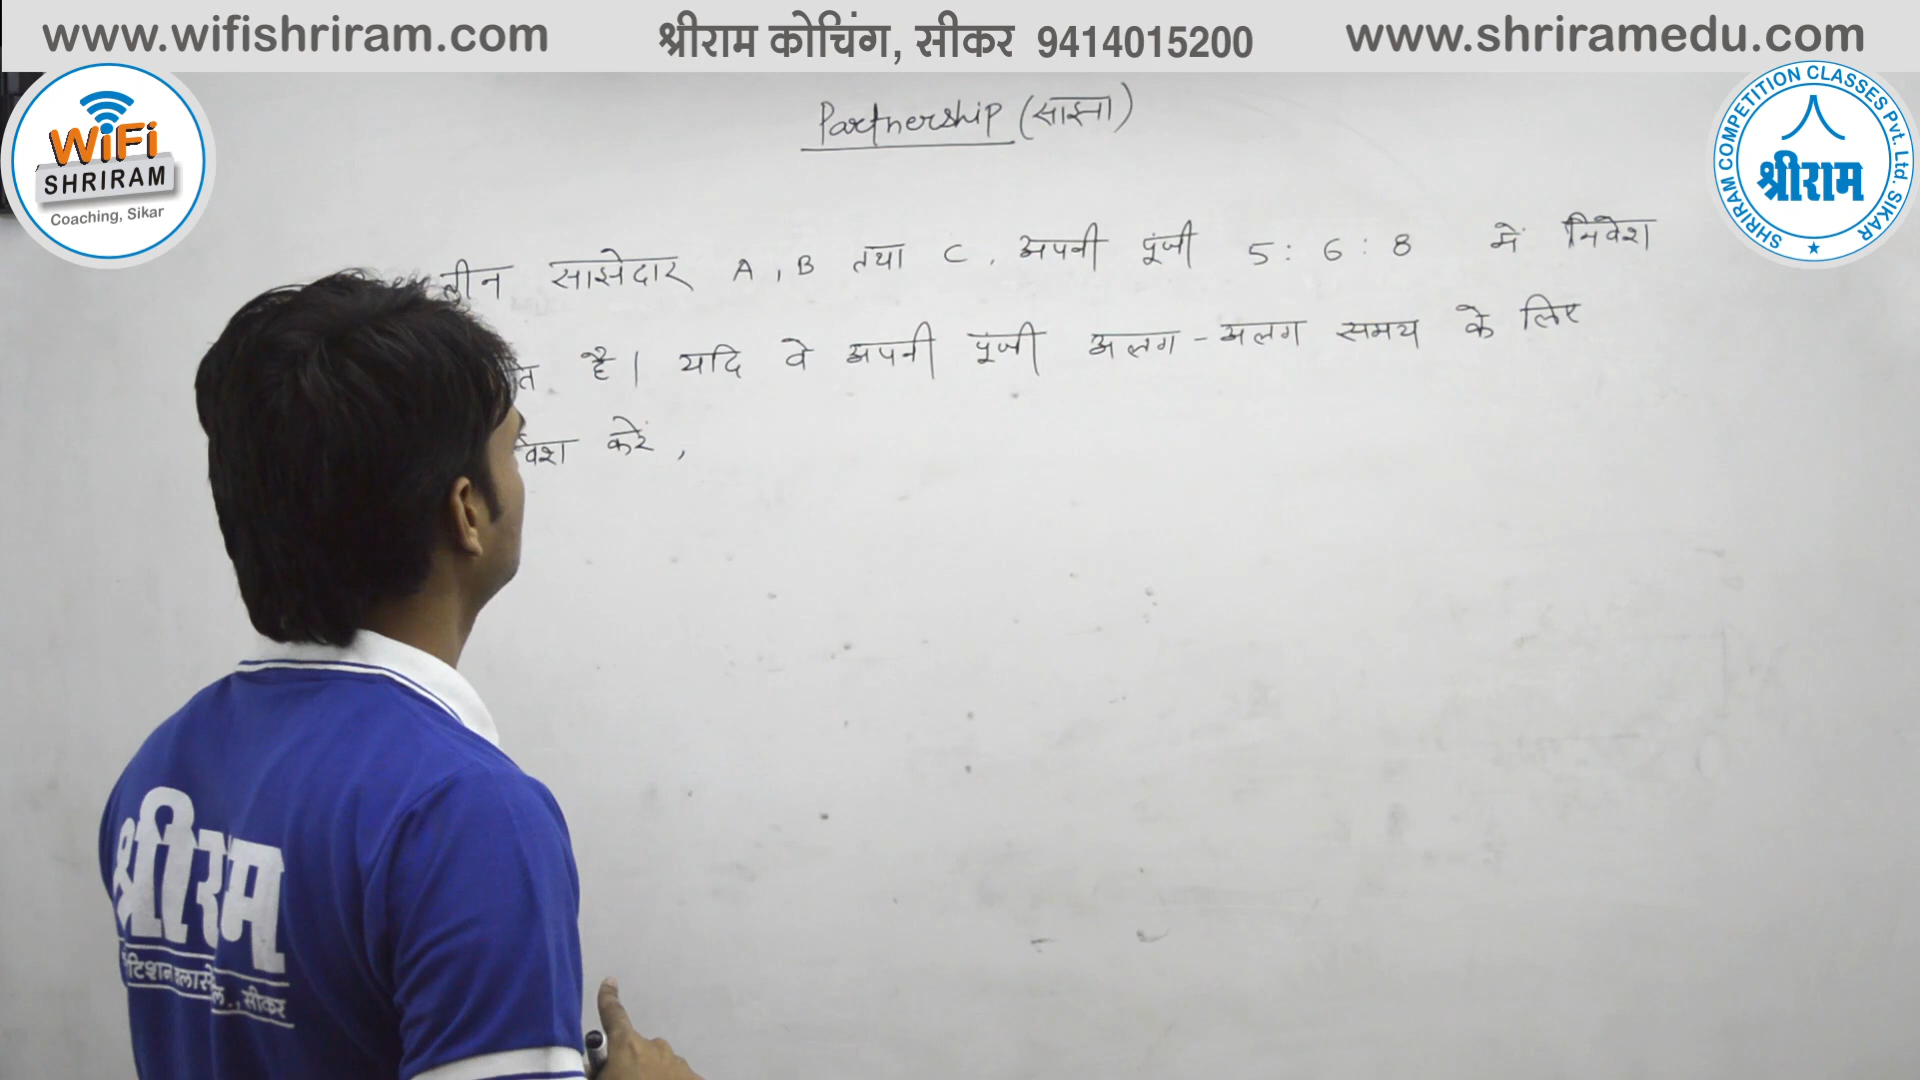 www.wifishriram.com
श्रीराम कोचिंग, सीकर 9414015200
www.shriramedu.com
WiFi
SHRIRAM
Coaching, Sikar
SHRIRAM COMPETITION CLASSES Pvt. Ltd. SIKAR
श्रीराम
Partnership (साझा)
तीन साझेदार A, B तथा C, अपनी पूंजी 5 : 6 : 8 में निवेश
है। यदि वे अपनी पूंजी अलग-अलग समय के लिए
करें,
श्रीराम
सीकर